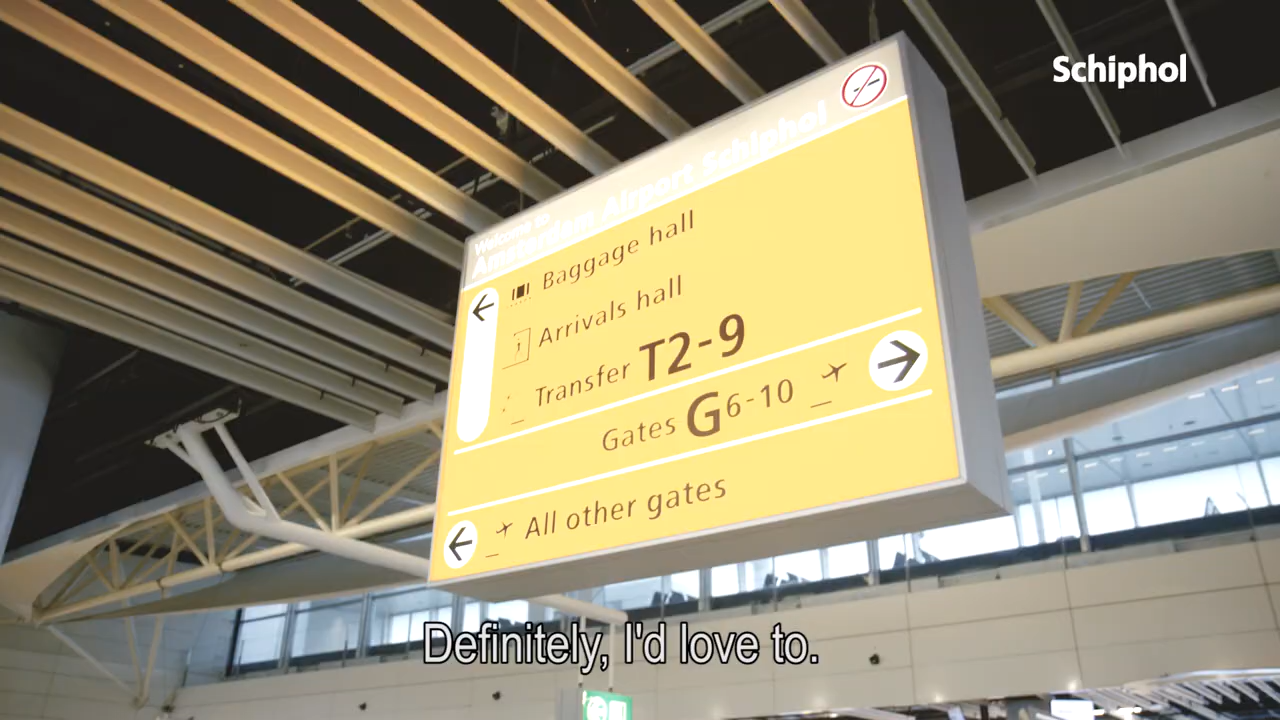 Schiphol
Welcome to
Amsterdam Airport Schiphol
Baggage hall
Arrivals hall
Transfer T2-9
Gates G6-10
All other gates
Definitely, I'd love to.